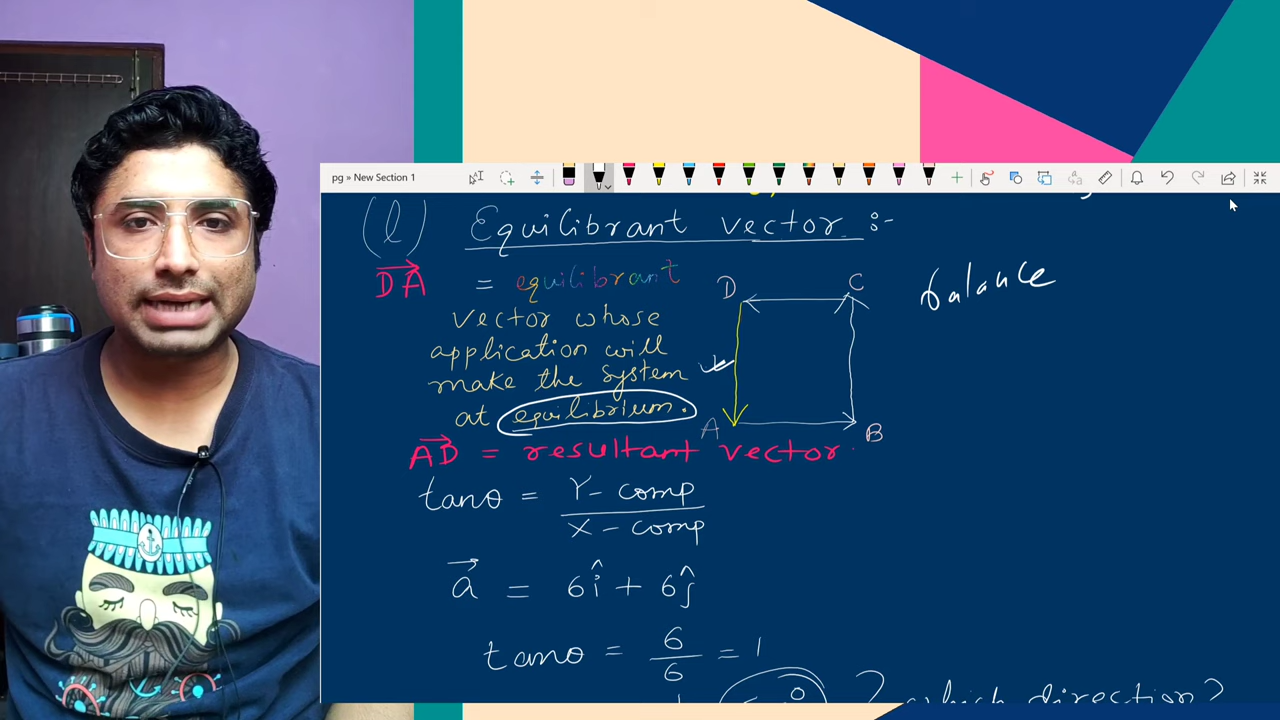 pg » New Section 1
(l) Equilibrant vector :-
DA = equilibrant
vector whose
application will
make the system
at equilibrium.
D C
A B
balance
AD = resultant vector.
tanθ = Y-comp
X-comp
a = 6î + 6ĵ
tanθ = 6/6 = 1
? which direction?